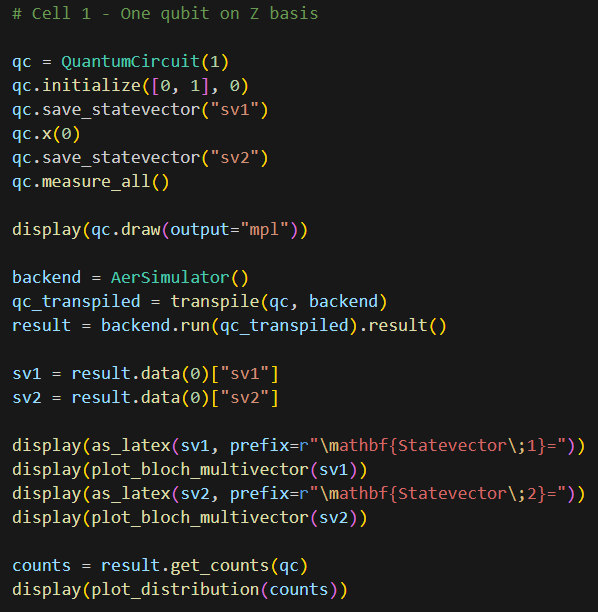 # Cell 1 - One qubit on Z basis
qc = QuantumCircuit(1)
qc.initialize([0, 1], 0)
qc.save_statevector("sv1")
qc.x(0)
qc.save_statevector("sv2")
qc.measure_all()
display(qc.draw(output="mpl"))
backend = AerSimulator()
qc_transpiled = transpile(qc, backend)
result = backend.run(qc_transpiled).result()
sv1 = result.data(0)["sv1"]
sv2 = result.data(0)["sv2"]
display(as_latex(sv1, prefix=r"\mathbf{Statevector\;1}="))
display(plot_bloch_multivector(sv1))
display(as_latex(sv2, prefix=r"\mathbf{Statevector\;2}="))
display(plot_bloch_multivector(sv2))
counts = result.get_counts(qc)
display(plot_distribution(counts))